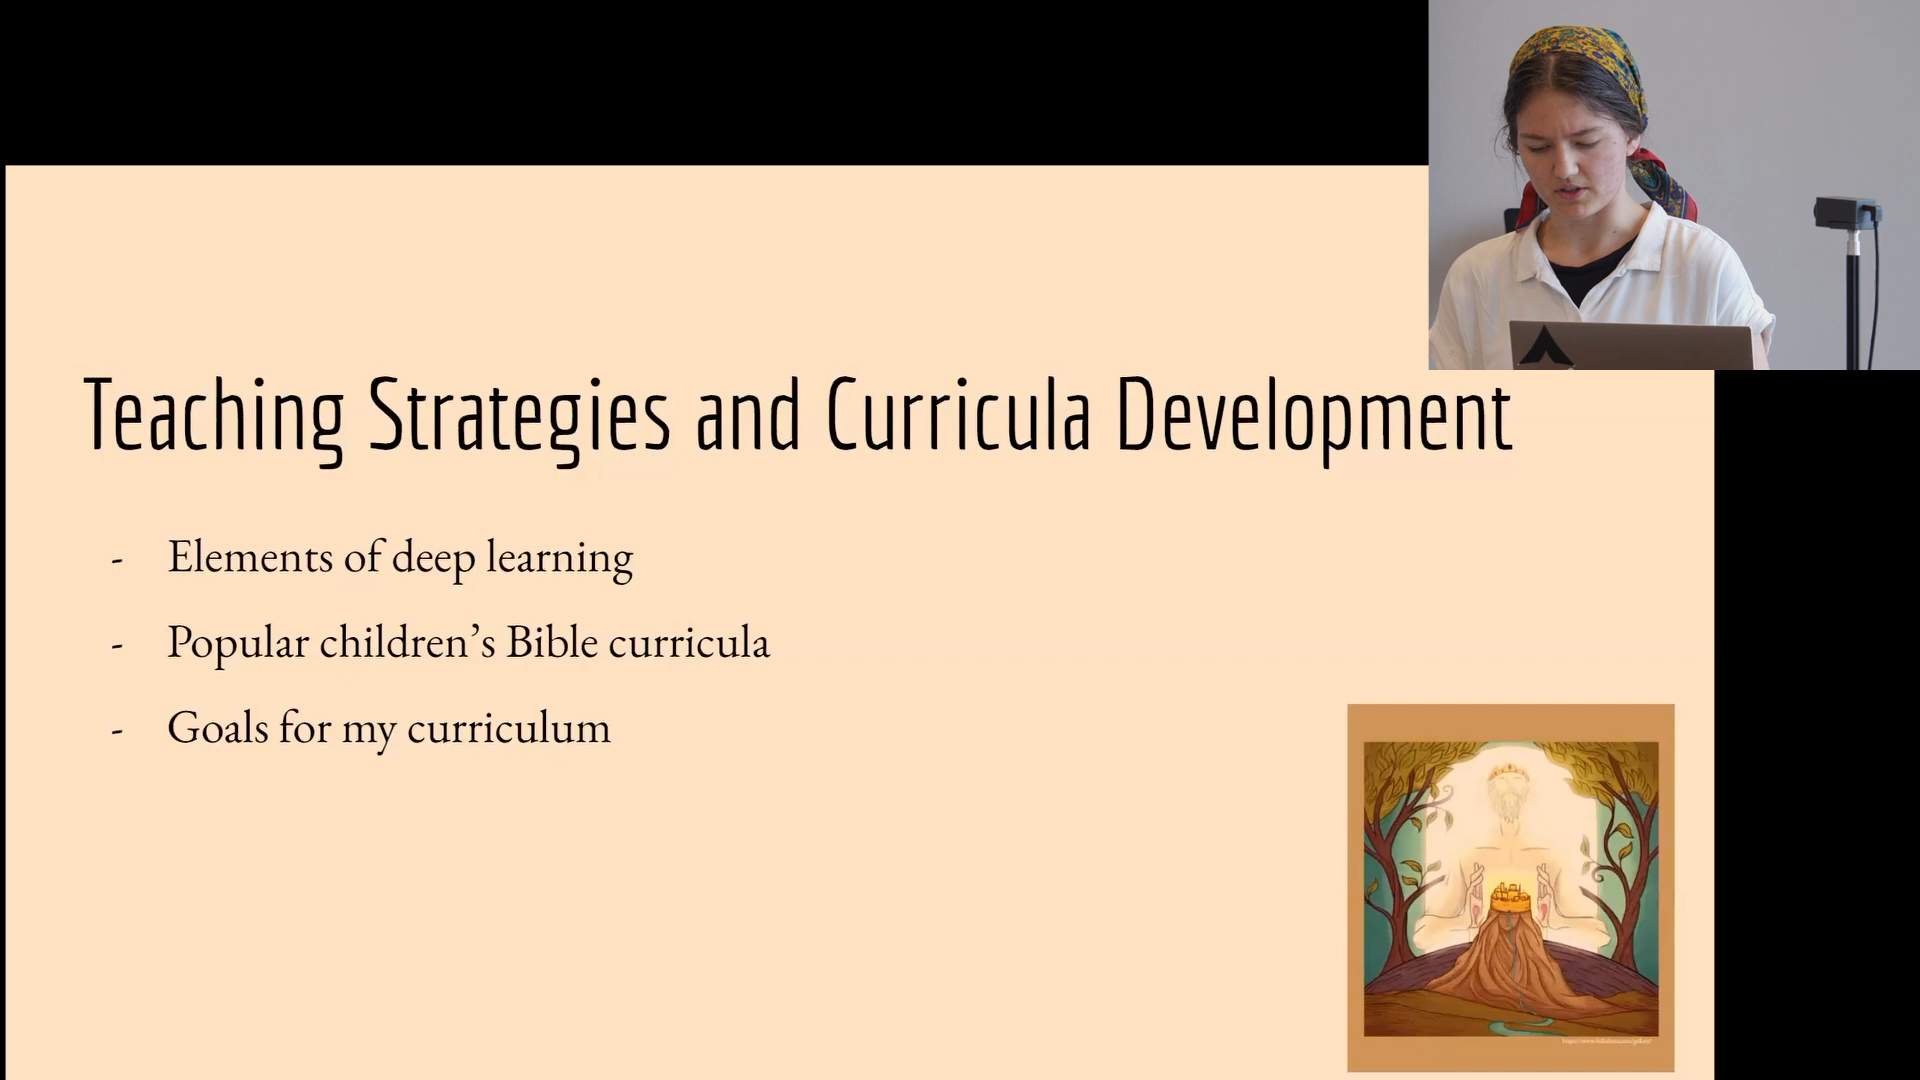 Teaching Strategies and Curricula Development
- Elements of deep learning
- Popular children’s Bible curricula
- Goals for my curriculum